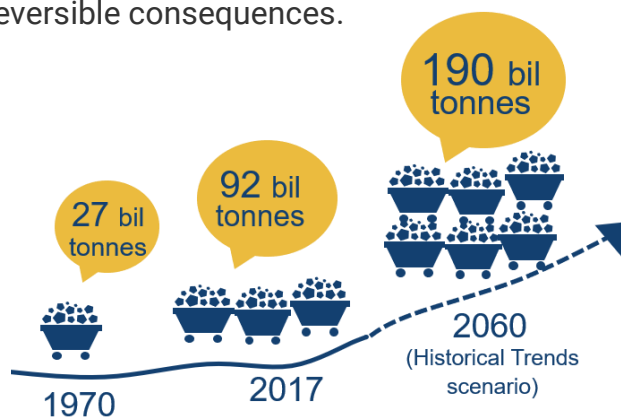 eversible consequences.
190 bil
tonnes
92 bil
tonnes
27 bil
tonnes
2060
(Historical Trends
scenario)
2017
1970